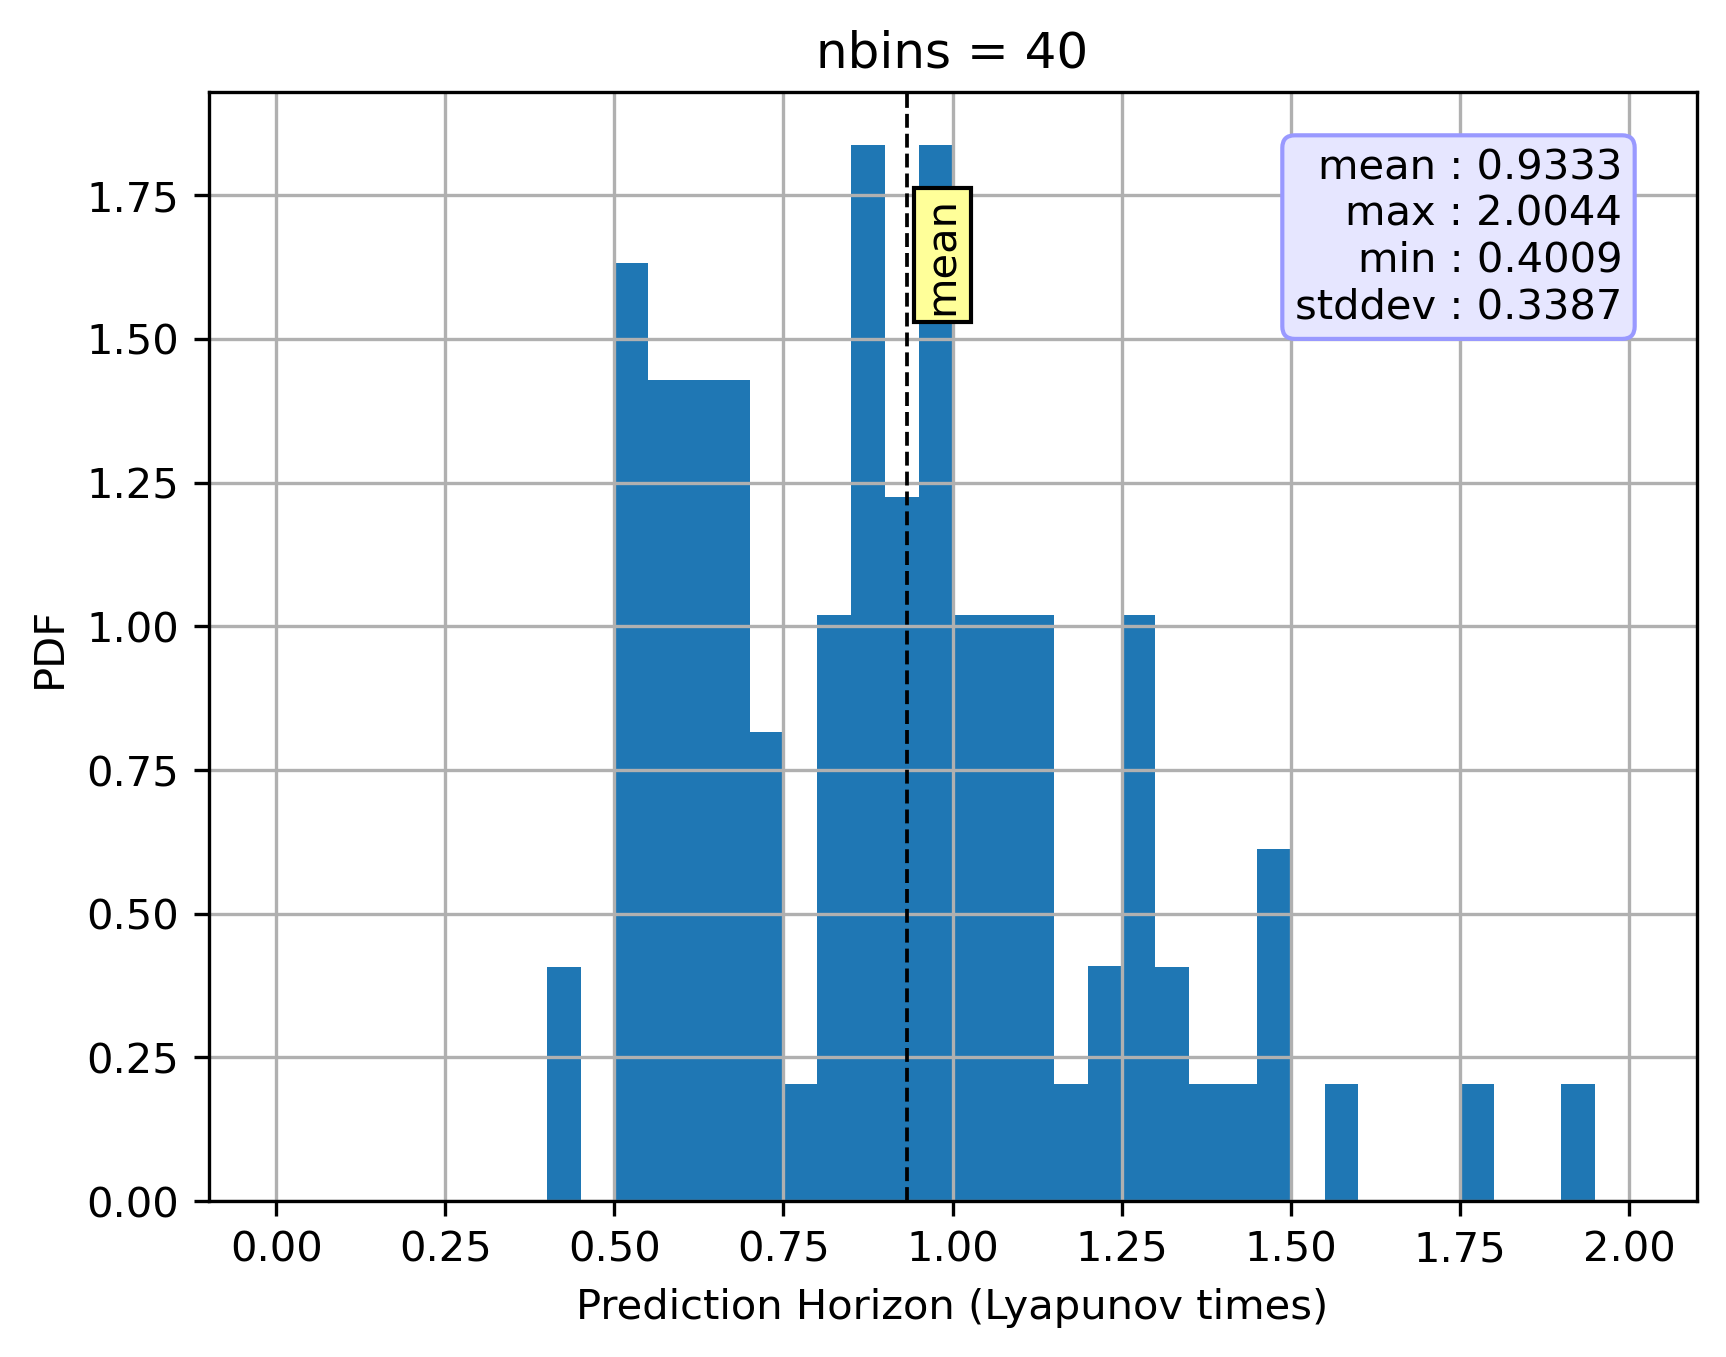 nbins = 40
mean : 0.9333
max : 2.0044
min : 0.4009
stddev : 0.3387
mean
PDF
1.75
1.50
1.25
1.00
0.75
0.50
0.25
0.00
0.00 0.25 0.50 0.75 1.00 1.25 1.50 1.75 2.00
Prediction Horizon (Lyapunov times)